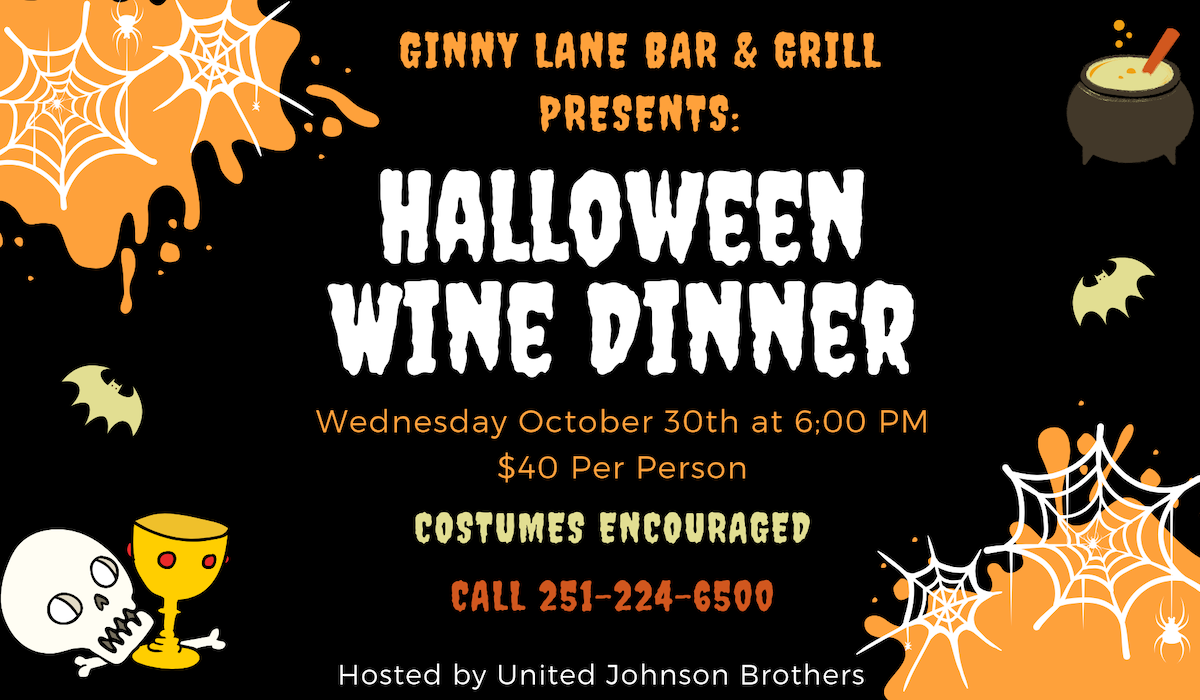 GINNY LANE BAR & GRILL
PRESENTS:
HALLOWEEN
WINE DINNER
Wednesday October 30th at 6;00 PM
$40 Per Person
COSTUMES ENCOURAGED
CALL 251-224-6500
Hosted by United Johnson Brothers